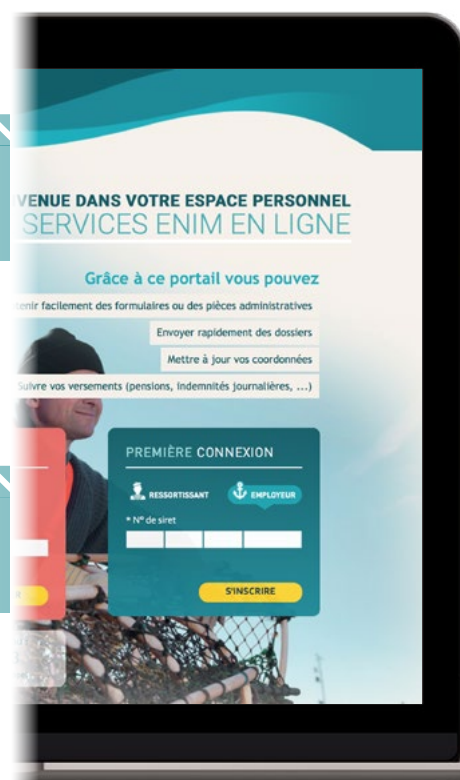 VENUE DANS VOTRE ESPACE PERSONNEL
SERVICES ENIM EN LIGNE
Grâce à ce portail vous pouvez
tenir facilement des formulaires ou des pièces administratives
Envoyer rapidement des dossiers
Mettre à jour vos coordonnées
Suivre vos versements (pensions, indemnités journalières, ...)
PREMIÈRE CONNEXION
RESSORTISSANT
EMPLOYEUR
* N° de siret
S'INSCRIRE